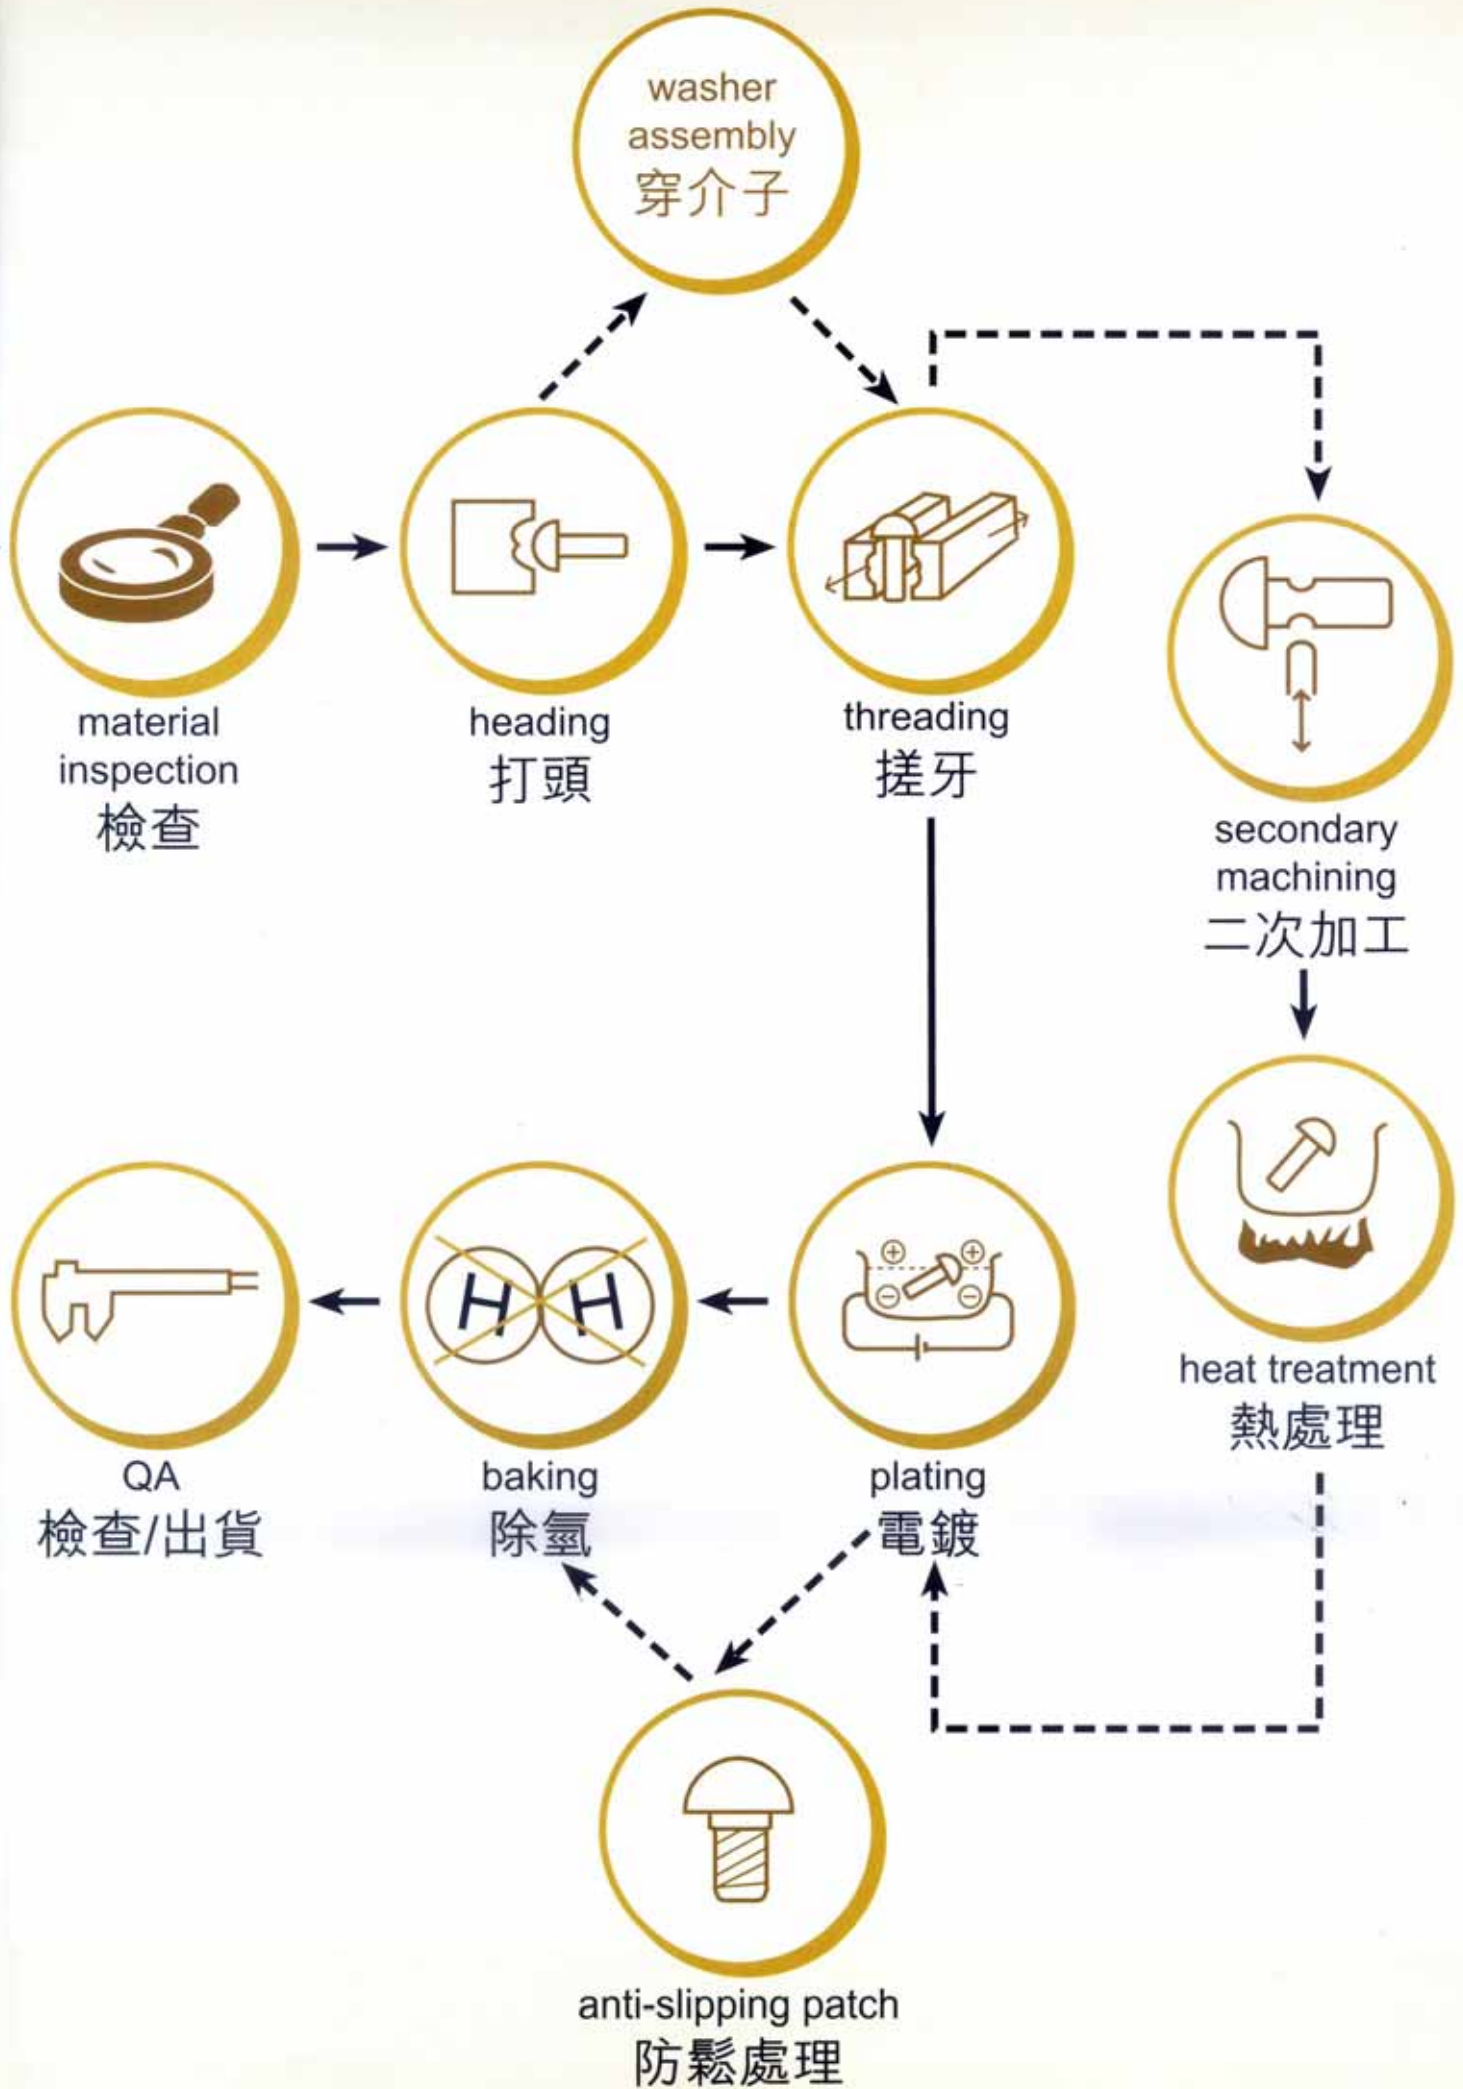 washer
assembly
穿介子
material
inspection
檢查
heading
打頭
threading
搓牙
secondary
machining
二次加工
heat treatment
熱處理
QA
檢查/出貨
baking
除氫
H H
plating
電鍍
anti-slipping patch
防鬆處理